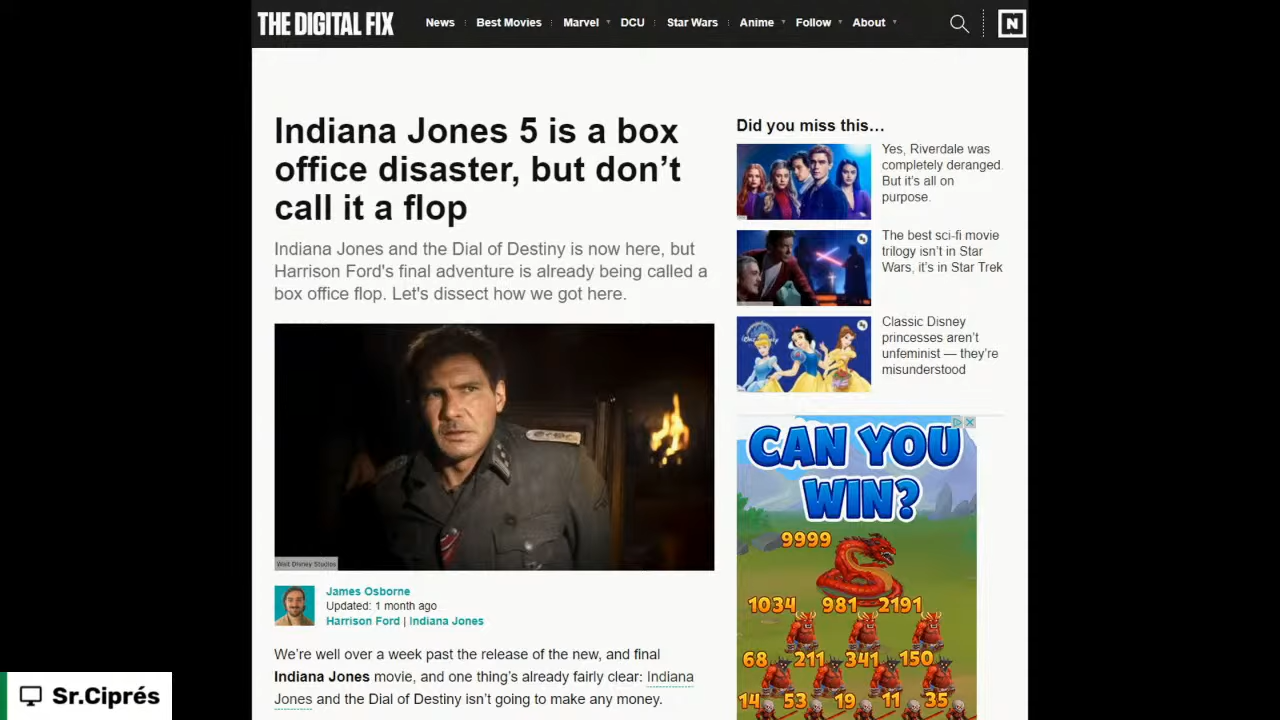 THE DIGITAL FIX
News
Best Movies
Marvel
DCU
Star Wars
Anime
Follow
About
N
Indiana Jones 5 is a box
office disaster, but don’t
call it a flop
Indiana Jones and the Dial of Destiny is now here, but
Harrison Ford's final adventure is already being called a
box office flop. Let's dissect how we got here.
Walt Disney Studios
James Osborne
Updated: 1 month ago
Harrison Ford | Indiana Jones
We’re well over a week past the release of the new, and final
Indiana Jones movie, and one thing’s already fairly clear: Indiana
Jones and the Dial of Destiny isn’t going to make any money.
Did you miss this…
Yes, Riverdale was
completely deranged.
But it’s all on
purpose.
The best sci-fi movie
trilogy isn’t in Star
Wars, it’s in Star Trek
Classic Disney
princesses aren’t
unfeminist — they’re
misunderstood
CAN YOU
WIN?
9999
1034 981 2191
68 211 341 150
14 53 19 11 35
Sr.Ciprés